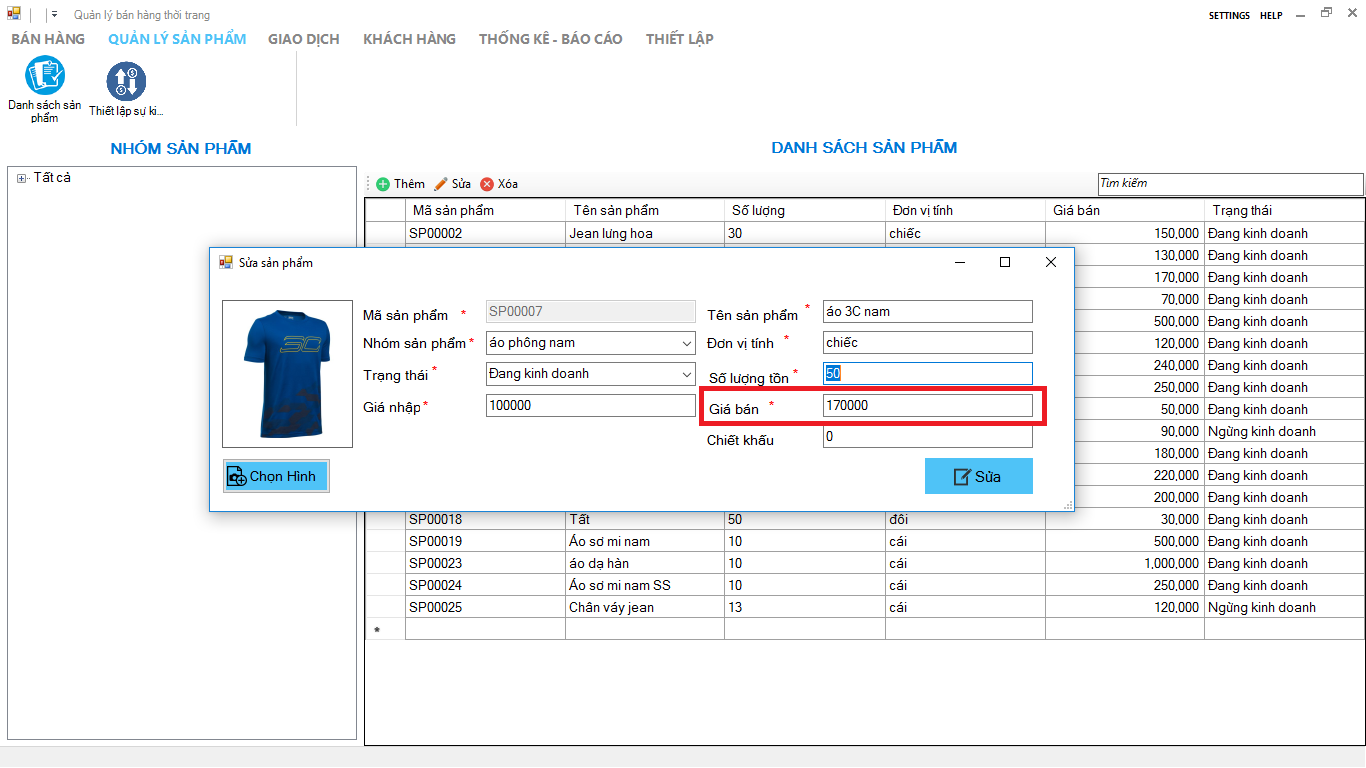 Quản lý bán hàng thời trang
SETTINGS HELP
BÁN HÀNG QUẢN LÝ SẢN PHẨM GIAO DỊCH KHÁCH HÀNG THỐNG KÊ - BÁO CÁO THIẾT LẬP
Danh sách sản
phẩm
Thiết lập sự ki...
NHÓM SẢN PHẨM
DANH SÁCH SẢN PHẨM
Tất cả
Thêm Sửa Xóa
Tìm kiếm
Mã sản phẩm Tên sản phẩm Số lượng Đơn vị tính Giá bán Trạng thái
SP00002 Jean lưng hoa 30 chiếc 150,000 Đang kinh doanh
130,000 Đang kinh doanh
170,000 Đang kinh doanh
70,000 Đang kinh doanh
500,000 Đang kinh doanh
120,000 Đang kinh doanh
240,000 Đang kinh doanh
250,000 Đang kinh doanh
50,000 Đang kinh doanh
90,000 Ngừng kinh doanh
180,000 Đang kinh doanh
220,000 Đang kinh doanh
200,000 Đang kinh doanh
SP00018 Tất 50 đôi 30,000 Đang kinh doanh
SP00019 Áo sơ mi nam 10 cái 500,000 Đang kinh doanh
SP00023 áo dạ hàn 10 cái 1,000,000 Đang kinh doanh
SP00024 Áo sơ mi nam SS 10 cái 250,000 Đang kinh doanh
SP00025 Chân váy jean 13 cái 120,000 Ngừng kinh doanh
*
Sửa sản phẩm
3C
Mã sản phẩm * SP00007 Tên sản phẩm * áo 3C nam
Nhóm sản phẩm * áo phông nam Đơn vị tính * chiếc
Trạng thái * Đang kinh doanh Số lượng tồn * 50
Giá nhập * 100000 Giá bán * 170000
Chiết khấu 0
Chọn Hình
Sửa